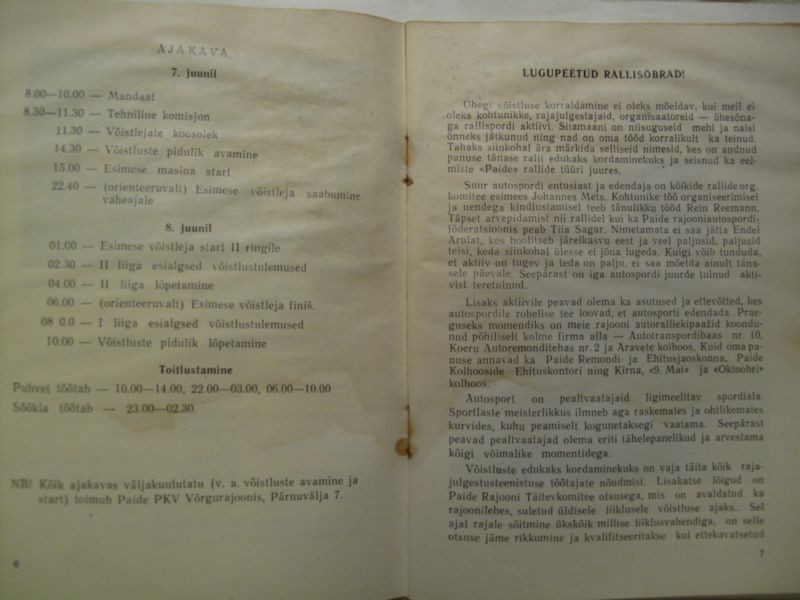 AJAKAVA
7. juunil
8.00—10.00 — Mandaat
8.30—11.30 — Tehniline komisjon
11.30 — Võistlejate koosolek
14.30 — Võistluste pidulik avamine
15.00 — Esimese masina start
22.40 — (orienteeruvalt) Esimese võistleja saabumine
vaheajale
8. juunil
01.00 — Esimese võistleja start II ringile
02.30 — II liiga esialgsed võistlustulemused
04.00 — II liiga lõpetamine
06.00 — (orienteeruvalt) Esimese võistleja finiš.
08 0.0 — I liiga esialgsed võistlustulemused
10.00 — Võistluste pidulik lõpetamine
Toitlustamine
Puhvet töötab — 10.00—14.00, 22.00—03.00, 06.00—10.00
Söökla töötab — 23.00—02.30.
NB! Kõik ajakavas väljakuulutatu (v. a. võistluste avamine ja
start) toimub Paide PKV Võrgurajoonis, Pärnuvälja 7.
6
LUGUPEETUD RALLISÕBRAD!
Ühegi võistluse korraldamine ei oleks mõeldav, kui meil ei
oleks kohtunikke, rajajulgestajaid, organisaatoreid — ühesõna-
ga rallispordi aktiivi. Siiamaani on niisuguseid mehi ja naisi
õnneks jätkunud ning nad on oma tööd korralikult ka teinud.
Tahaks siinkohal ära märkida selliseid nimesid, kes on andnud
panuse tänase ralli edukaks kordaminekuks ja seisnud ka eel-
miste «Paide» rallide tüüri juures.
Suur autospordi entusiast ja edendaja on kõikide rallide org.
komitee esimees Johannes Mets. Kohtunike töö organiseerimisel
ja nendega kindlustamisel teeb tänulikku tööd Rein Reemann.
Täpset arvepidamist nii rallidel kui ka Paide rajooniautospordi-
föderatsioonis peab Tiia Sagar. Nimetamata ei saa jätta Endel
Arulat, kes hoolitseb järelkasvu eest ja veel paljusid, paljusid
teisi, keda siinkohal ülesse ei jõua lugeda. Kuigi võib tunduda,
et aktiiv on tugev ja teda on palju, ei saa mõelda ainult täna-
sele päevale. Seepärast on iga autospordi juurde tulnud akti-
vist teretulnud.
Lisaks aktiivile peavad olema ka asutused ja ettevõtted, kes
autospordile rohelise tee loovad, et autosporti edendada. Prae-
guseks momendiks on meie rajooni autoralliekipaažid koondu-
nud põhiliselt kolme firma alla — Autotranspordibaas nr. 10,
Koeru Autoremonditehas nr. 2 ja Aravete kolhoos. Kuid oma pa-
nuse annavad ka Paide Remondi- ja Ehitusjaoskonna, Paide
Kolhooside Ehituskontori ning Kirna, «9. Mai» ja «Oktoobri»
kolhoos.
Autosport on pealtvaatajaid ligimeelitav spordiala.
Sportlaste meisterlikkus ilmneb aga raskemates ja ohtlikemates
kurvides, kuhu peamiselt kogunetaksegi vaatama. Seepärast
peavad pealtvaatajad olema eriti tähelepanelikud ja arvestama
kõigi võimalike momentidega.
Võistluste edukaks kordaminekuks on vaja täita kõik raja-
julgestusteenistuse töötajate nõudmisi. Lisakatse lõigud on
Paide Rajooni Täitevkomitee otsusega, mis on avaldatud ka
rajoonilehes, suletud üldisele liiklusele võistluse ajaks.. Sel
ajal rajale sõitmine ükskõik millise liiklusvahendiga, on selle
otsuse jäme rikkumine ja kvalifitseeritakse kui ettekavatsetud
7